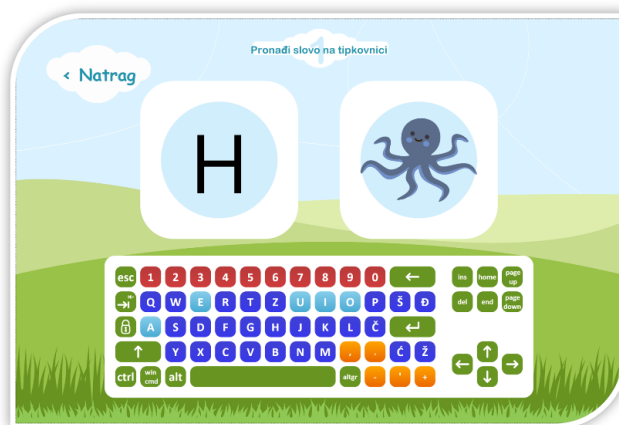 Pronađi slovo na tipkovnici
1
< Natrag
H
esc 1 2 3 4 5 6 7 8 9 0 ← ins home page up
Q W E R T Z U I O P Š Đ del end page down
A S D F G H J K L Č
↑ Y X C V B N M , . Ć Ž ↑
ctrl win cmd alt altgr - ' + ← ↓ →